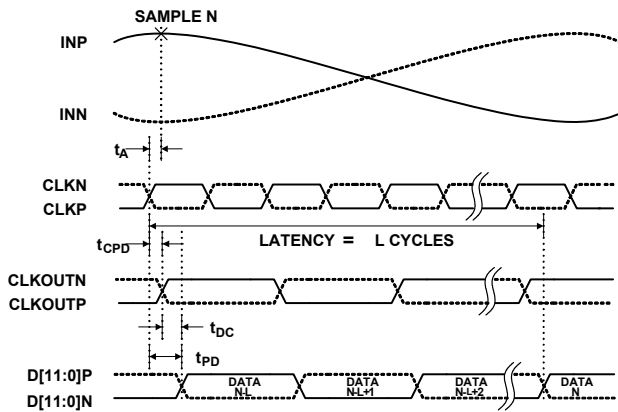 SAMPLE N
INP
INN
tA
CLKN
CLKP
LATENCY = L CYCLES
tCPD
CLKOUTN
CLKOUTP
tDC
tPD
D[11:0]P
D[11:0]N
DATA
N-L
DATA
N-L+1
DATA
N-L+2
DATA
N